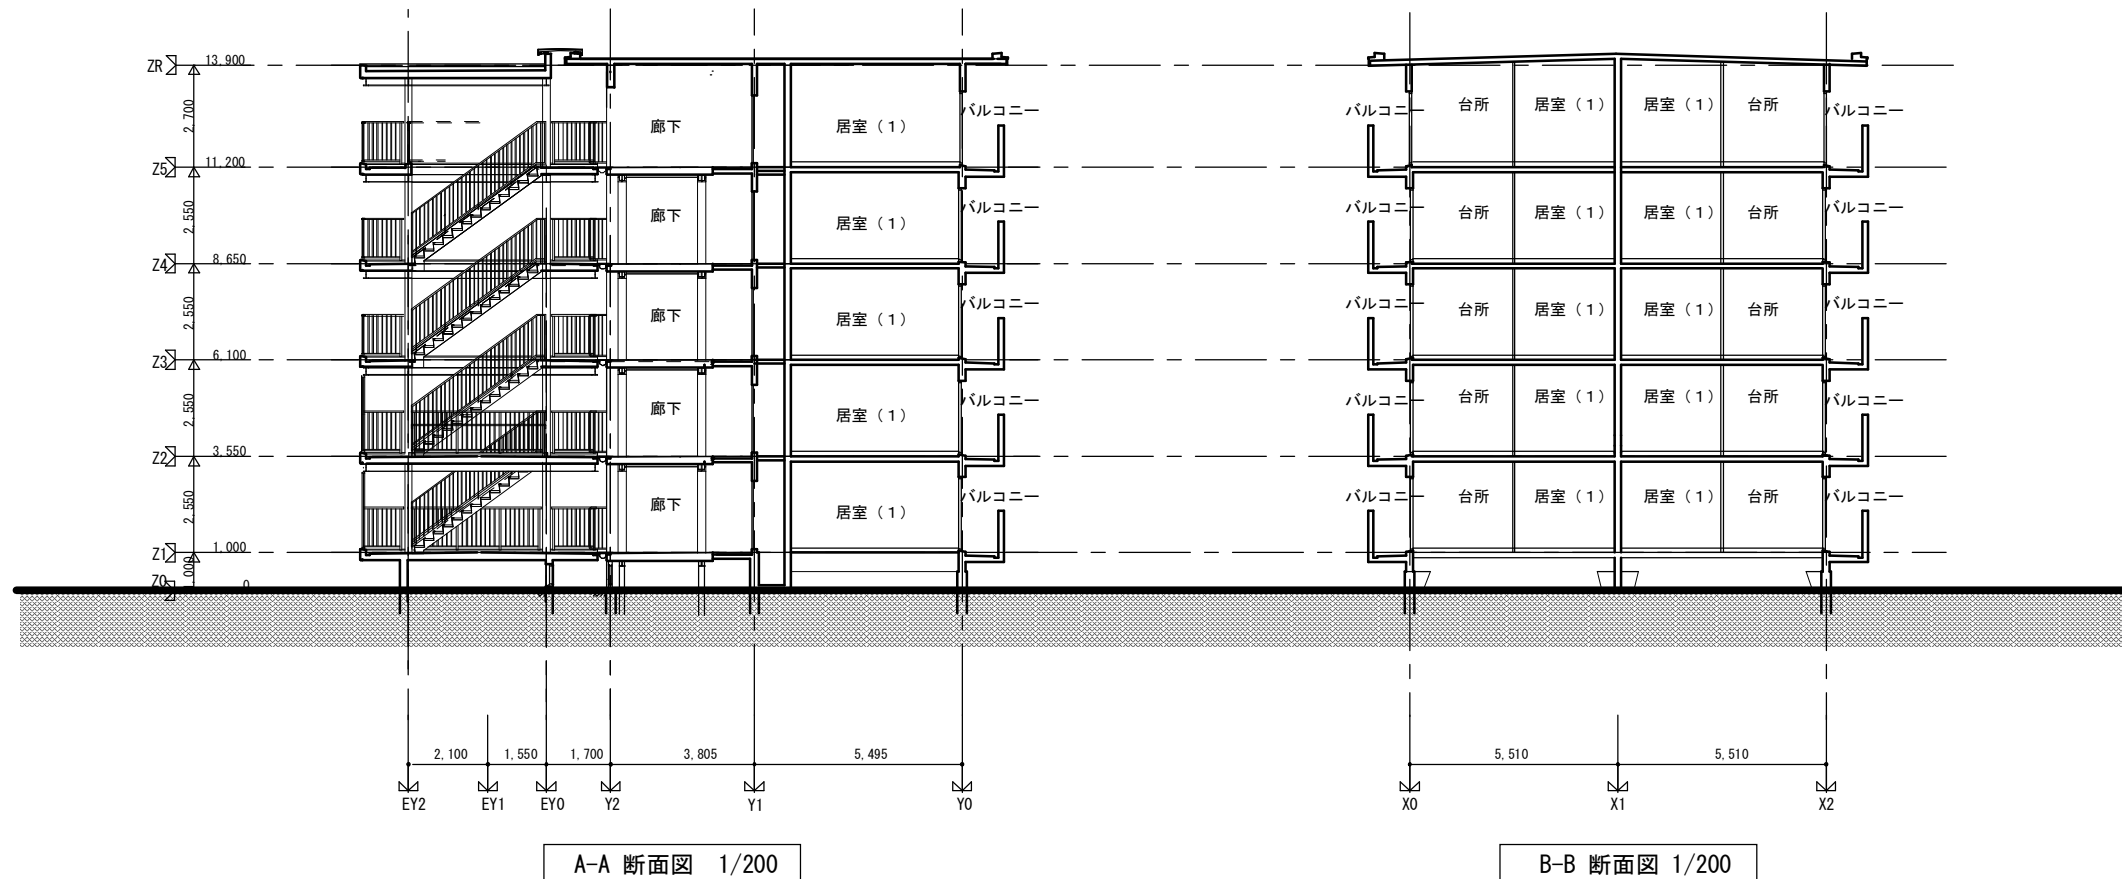 ZR 13,900
2,700
廊下 居室（1） バルコニー
バルコニー 台所 居室（1） 居室（1） 台所 バルコニー
Z5 11,200
2,550
廊下 居室（1） バルコニー
バルコニー 台所 居室（1） 居室（1） 台所 バルコニー
Z4 8,650
2,550
廊下 居室（1） バルコニー
バルコニー 台所 居室（1） 居室（1） 台所 バルコニー
Z3 6,100
2,550
廊下 居室（1） バルコニー
バルコニー 台所 居室（1） 居室（1） 台所 バルコニー
Z2 3,550
2,550
廊下 居室（1） バルコニー
バルコニー 台所 居室（1） 居室（1） 台所 バルコニー
Z1 1,000
1,000
Z0 0
2,100 1,550 1,700 3,805 5,495
EY2 EY1 EY0 Y2 Y1 Y0
5,510 5,510
X0 X1 X2
A-A 断面図 1/200
B-B 断面図 1/200